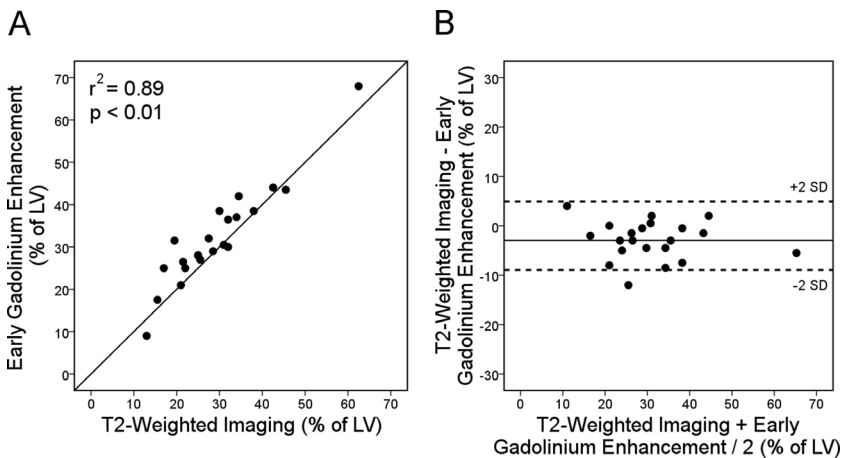 A
Early Gadolinium Enhancement
(% of LV)
r² = 0.89
p < 0.01
70
60
50
40
30
20
10
0
0 10 20 30 40 50 60 70
T2-Weighted Imaging (% of LV)
B
T2-Weighted Imaging - Early
Gadolinium Enhancement (% of LV)
30
20
10
0
-10
-20
-30
+2 SD
-2 SD
0 10 20 30 40 50 60 70
T2-Weighted Imaging + Early
Gadolinium Enhancement / 2 (% of LV)